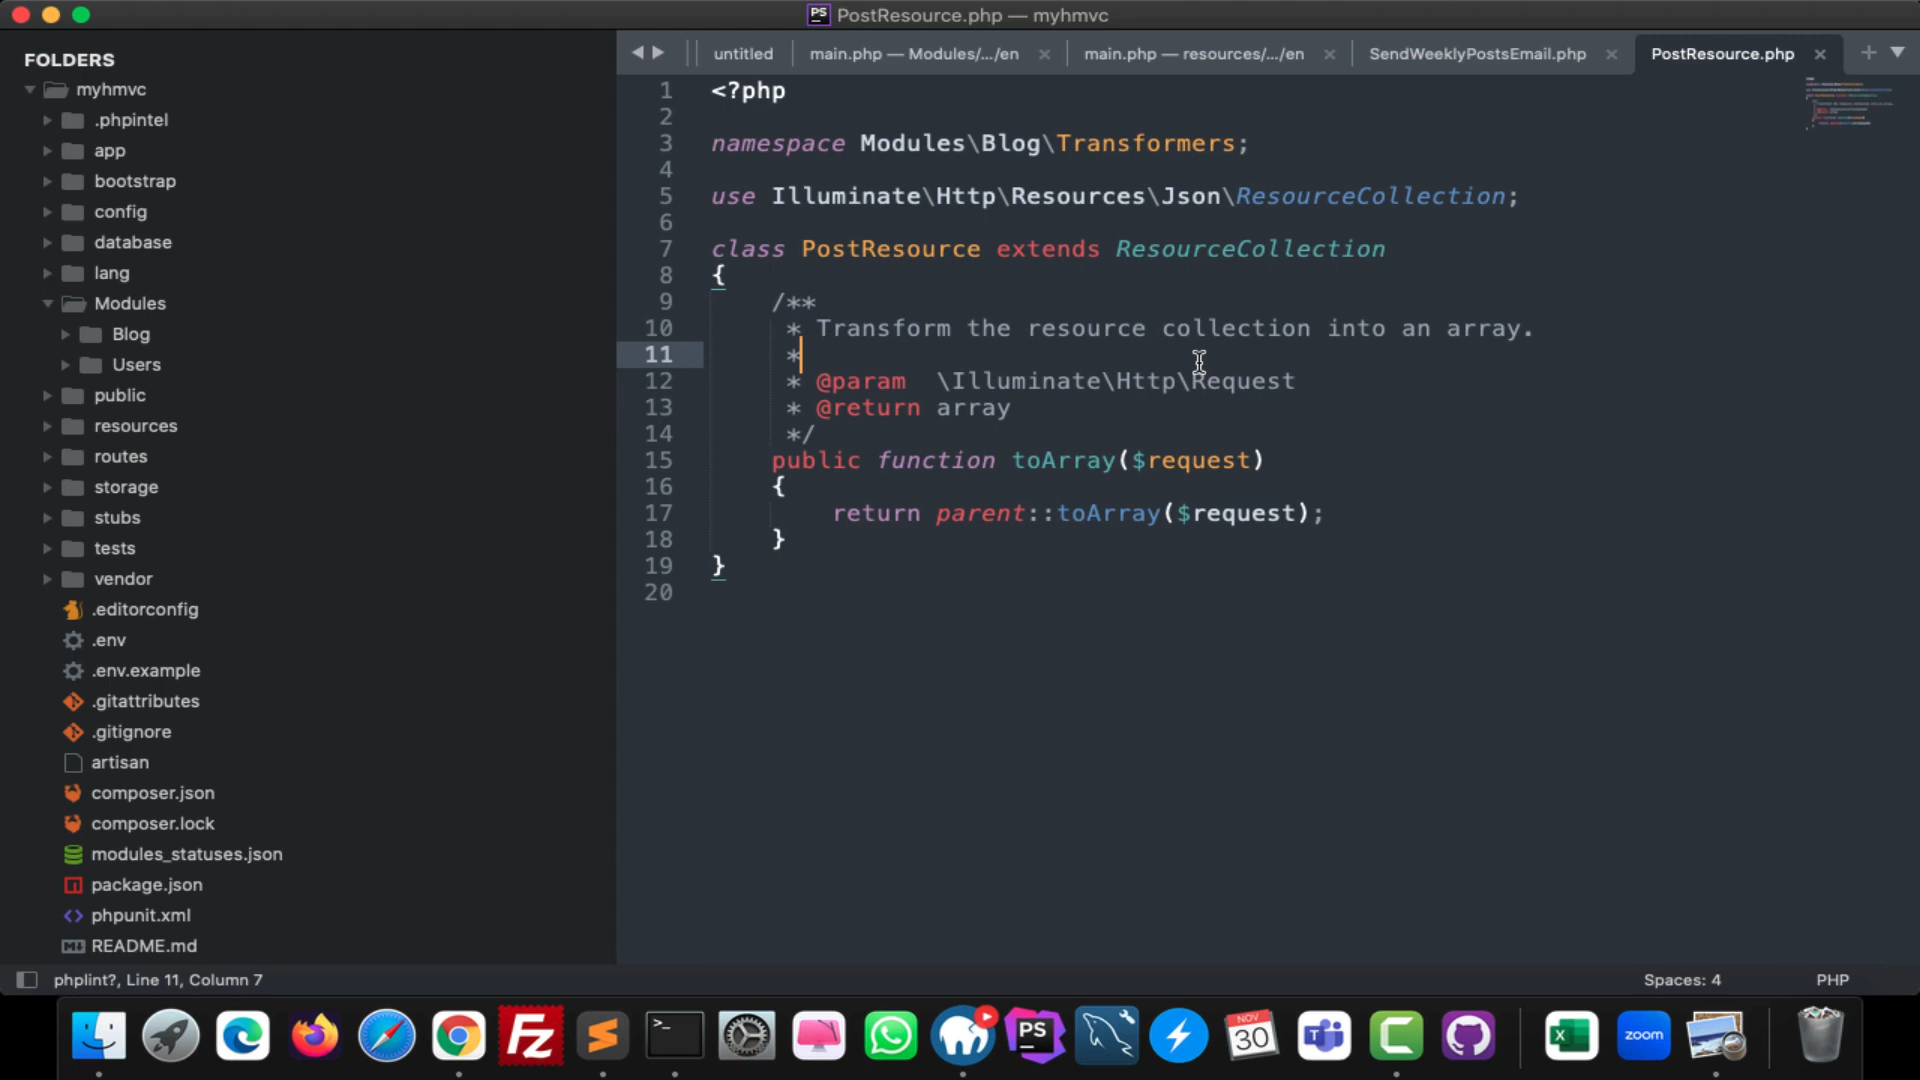 PS PostResource.php — myhmvc
FOLDERS
myhmvc
.phpintel
app
bootstrap
config
database
lang
Modules
Blog
Users
public
resources
routes
storage
stubs
tests
vendor
.editorconfig
.env
.env.example
.gitattributes
.gitignore
artisan
composer.json
composer.lock
modules_statuses.json
package.json
phpunit.xml
README.md
untitled
main.php — Modules/.../en
main.php — resources/.../en
SendWeeklyPostsEmail.php
PostResource.php
1 <?php
2
3 namespace Modules\Blog\Transformers;
4
5 use Illuminate\Http\Resources\Json\ResourceCollection;
6
7 class PostResource extends ResourceCollection
8 {
9 /**
10 * Transform the resource collection into an array.
11 *
12 * @param  \Illuminate\Http\Request
13 * @return array
14 */
15 public function toArray($request)
16 {
17 return parent::toArray($request);
18 }
19 }
20
phplint?, Line 11, Column 7
Spaces: 4
PHP
Fz
>_
PS
NOV
30
zoom